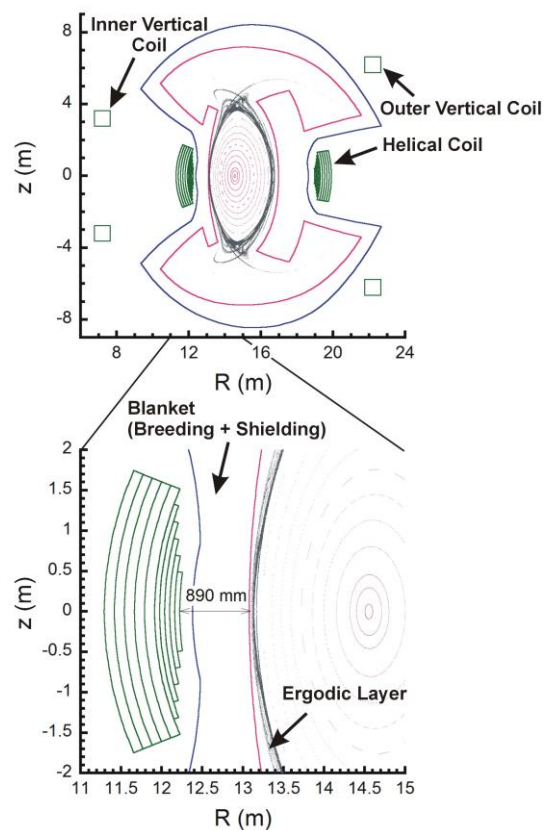 Inner Vertical
Coil
Outer Vertical Coil
Helical Coil
z (m)
8
4
0
-4
-8
8
12
16
20
24
R (m)
Blanket
(Breeding + Shielding)
890 mm
Ergodic Layer
z (m)
2
1.5
1
0.5
0
-0.5
-1
-1.5
-2
11
11.5
12
12.5
13
13.5
14
14.5
15
R (m)